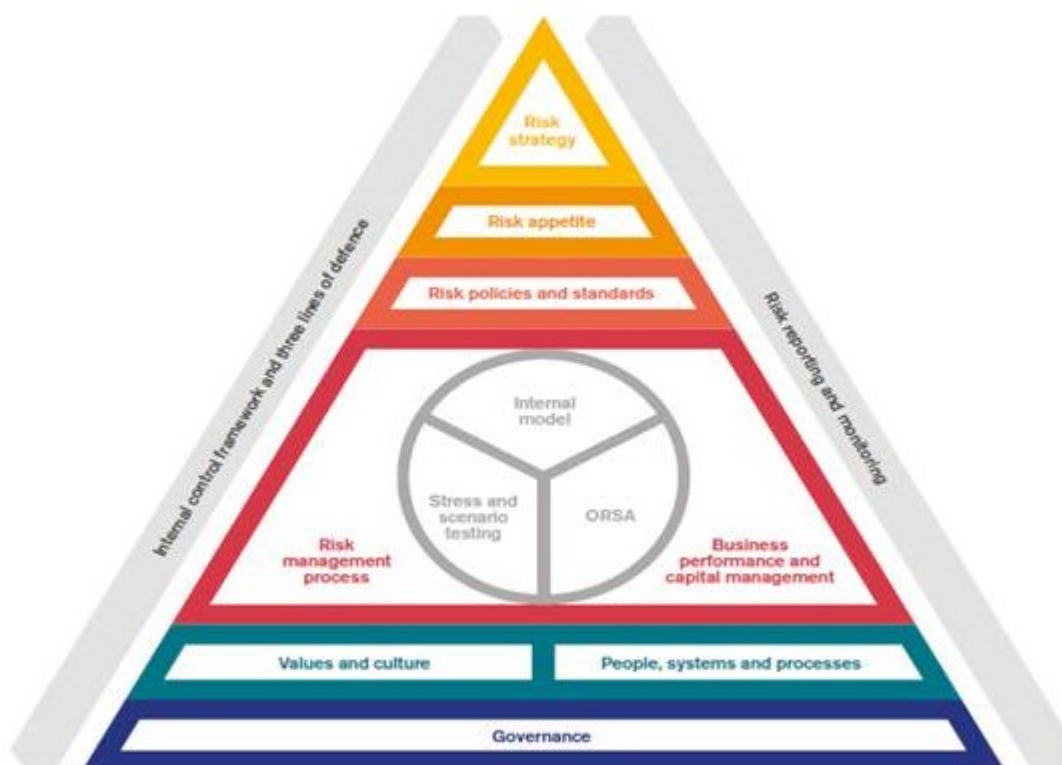 Risk
strategy
Risk appetite
Risk policies and standards
Internal control framework and three lines of defence
Risk reporting and monitoring
Internal
model
Stress and
scenario
testing
ORSA
Risk
management
process
Business
performance and
capital management
Values and culture
People, systems and processes
Governance